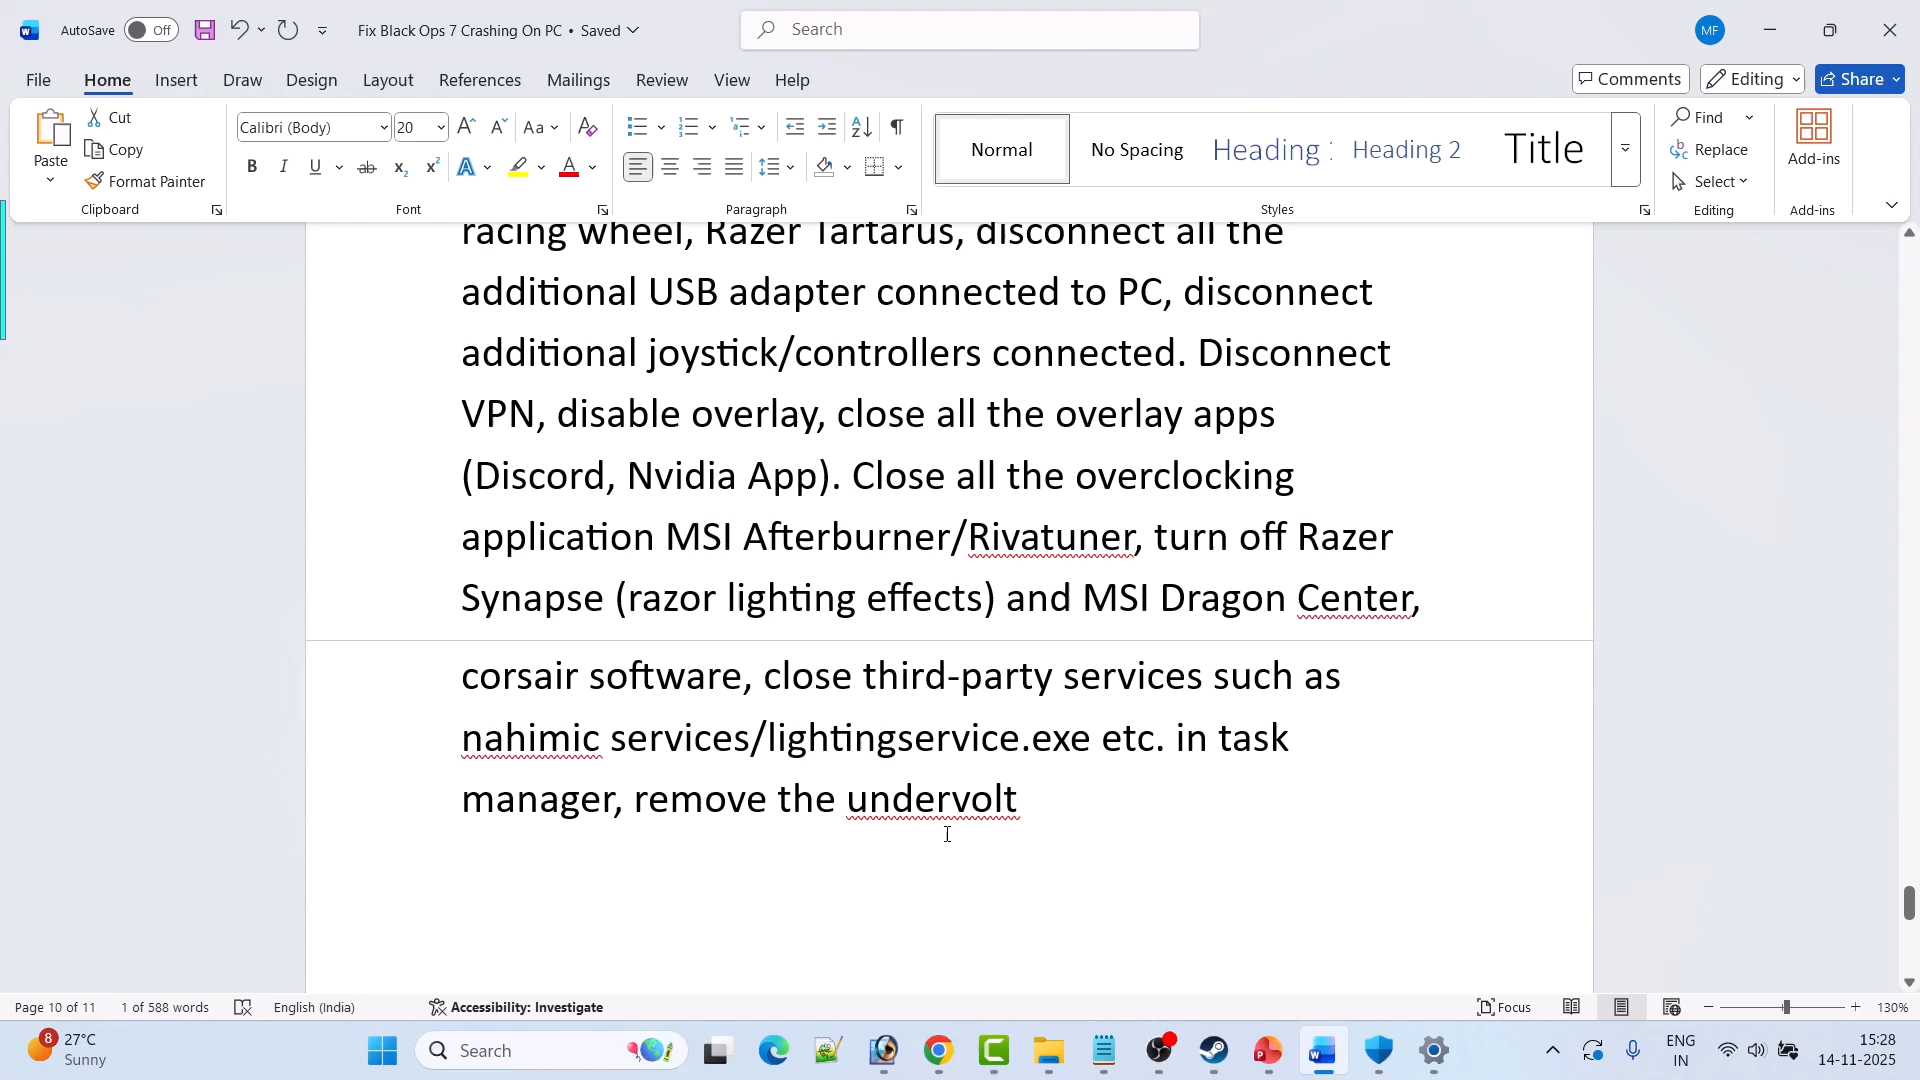 AutoSave Off Fix Black Ops 7 Crashing On PC • Saved Search MF
File Home Insert Draw Design Layout References Mailings Review View Help Comments Editing Share
Paste Cut Copy Format Painter Clipboard
Calibri (Body) 20 Font
Paragraph
Normal No Spacing Heading 1 Heading 2 Title Styles
Find Replace Select Editing
Add-ins Add-ins
racing wheel, Razer Tartarus, disconnect all the
additional USB adapter connected to PC, disconnect
additional joystick/controllers connected. Disconnect
VPN, disable overlay, close all the overlay apps
(Discord, Nvidia App). Close all the overclocking
application MSI Afterburner/Rivatuner, turn off Razer
Synapse (razor lighting effects) and MSI Dragon Center,
corsair software, close third-party services such as
nahimic services/lightingservice.exe etc. in task
manager, remove the undervolt
Page 10 of 11 1 of 588 words English (India) Accessibility: Investigate Focus 130%
8 27°C Sunny Search ENG IN 15:28 14-11-2025